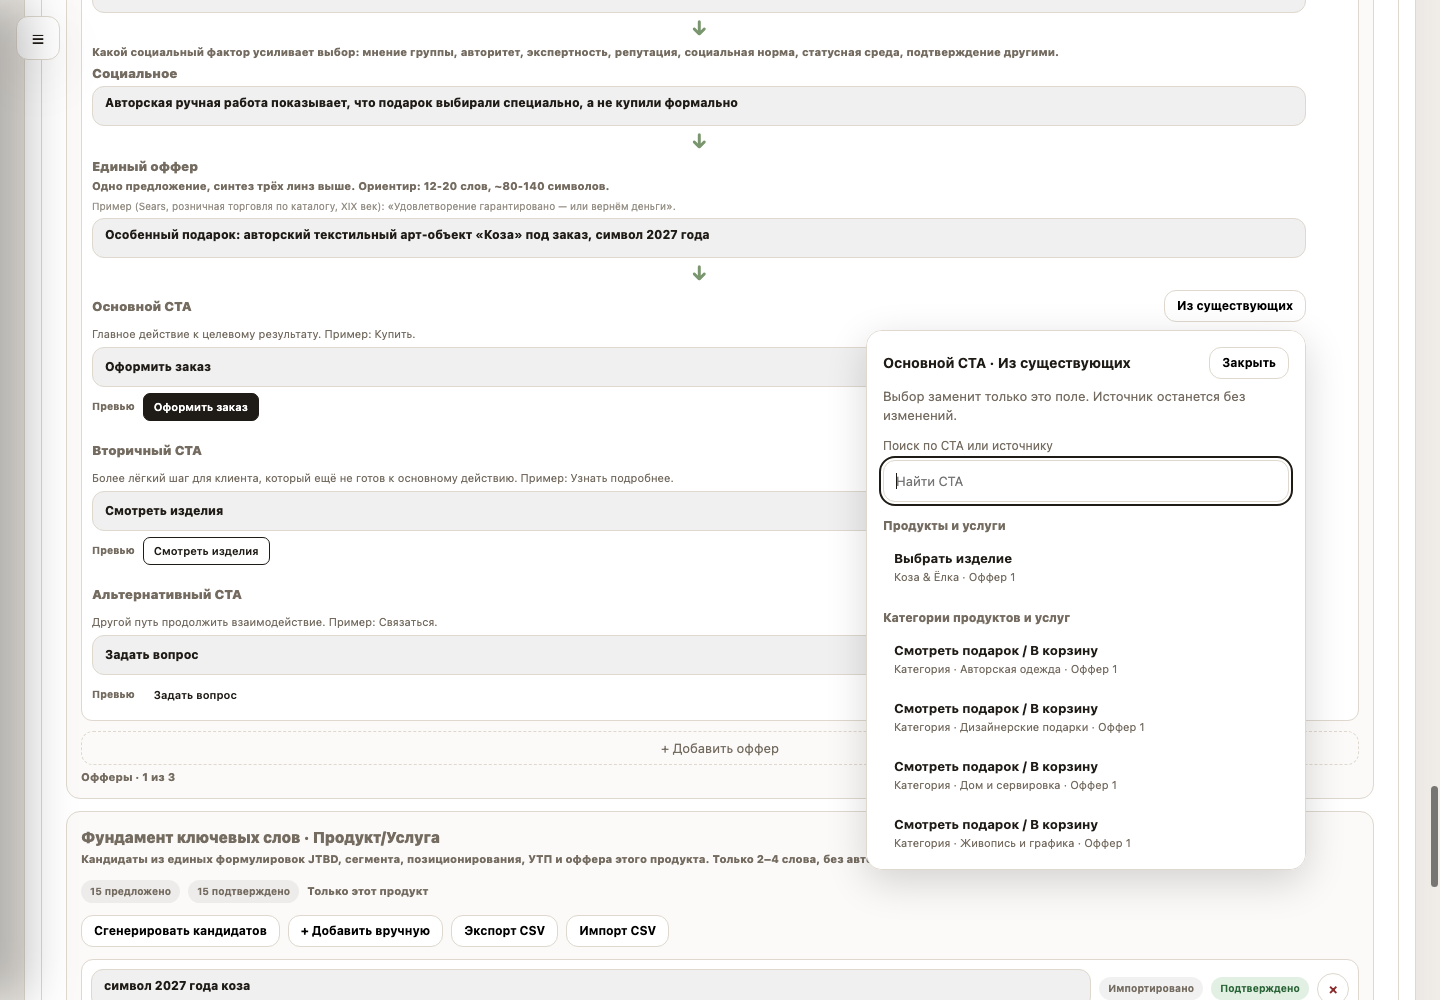 Какой социальный фактор усиливает выбор: мнение группы, авторитет, экспертность, репутация, социальная норма, статусная среда, подтверждение другими.
Социальное
Авторская ручная работа показывает, что подарок выбирали специально, а не купили формально
Единый оффер
Одно предложение, синтез трёх линз выше. Ориентир: 12-20 слов, ~80-140 символов.
Пример (Sears, розничная торговля по каталогу, XIX век): «Удовлетворение гарантировано — или вернём деньги».
Особенный подарок: авторский текстильный арт-объект «Коза» под заказ, символ 2027 года
Основной CTA
Из существующих
Главное действие к целевому результату. Пример: Купить.
Оформить заказ
Превью
Оформить заказ
Вторичный CTA
Более лёгкий шаг для клиента, который ещё не готов к основному действию. Пример: Узнать подробнее.
Смотреть изделия
Превью
Смотреть изделия
Альтернативный CTA
Другой путь продолжить взаимодействие. Пример: Связаться.
Задать вопрос
Превью
Задать вопрос
Основной CTA · Из существующих
Закрыть
Выбор заменит только это поле. Источник останется без
изменений.
Поиск по CTA или источнику
Найти CTA
Продукты и услуги
Выбрать изделие
Коза & Ёлка · Оффер 1
Категории продуктов и услуг
Смотреть подарок / В корзину
Категория · Авторская одежда · Оффер 1
Смотреть подарок / В корзину
Категория · Дизайнерские подарки · Оффер 1
Смотреть подарок / В корзину
Категория · Дом и сервировка · Оффер 1
Смотреть подарок / В корзину
Категория · Живопись и графика · Оффер 1
+ Добавить оффер
Офферы · 1 из 3
Фундамент ключевых слов · Продукт/Услуга
Кандидаты из единых формулировок JTBD, сегмента, позиционирования, УТП и оффера этого продукта. Только 2–4 слова, без
15 предложено
15 подтверждено
Только этот продукт
Сгенерировать кандидатов
+ Добавить вручную
Экспорт CSV
Импорт CSV
символ 2027 года коза
Импортировано
Подтверждено
×